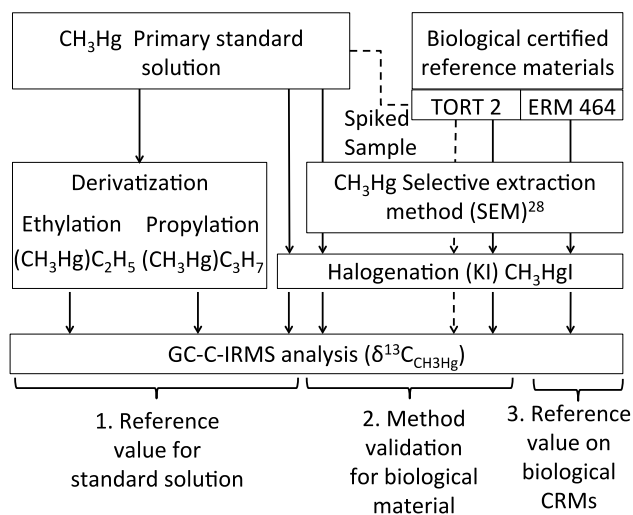 CH₃Hg Primary standard
solution
Biological certified
reference materials
TORT 2
ERM 464
Spiked
Sample
Derivatization
Ethylation
Propylation
(CH₃Hg)C₂H₅
(CH₃Hg)C₃H₇
CH₃Hg Selective extraction
method (SEM)²⁸
Halogenation (KI) CH₃HgI
GC-C-IRMS analysis (δ¹³C_CH3Hg)
1. Reference
value for
standard solution
2. Method
validation
for biological
material
3. Reference
value on
biological
CRMs